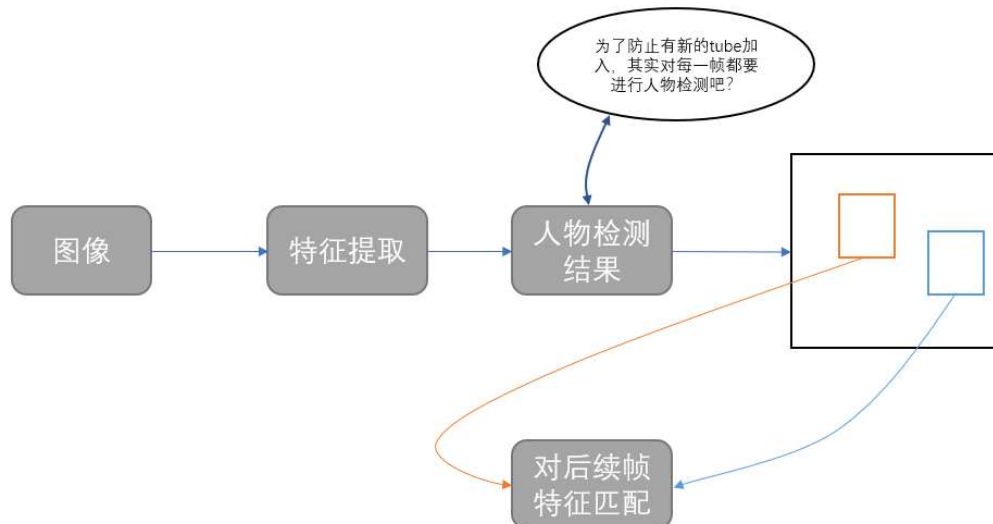 为了防止有新的tube加
入，其实对每一帧都要
进行人物检测吧？
图像
特征提取
人物检测
结果
对后续帧
特征匹配